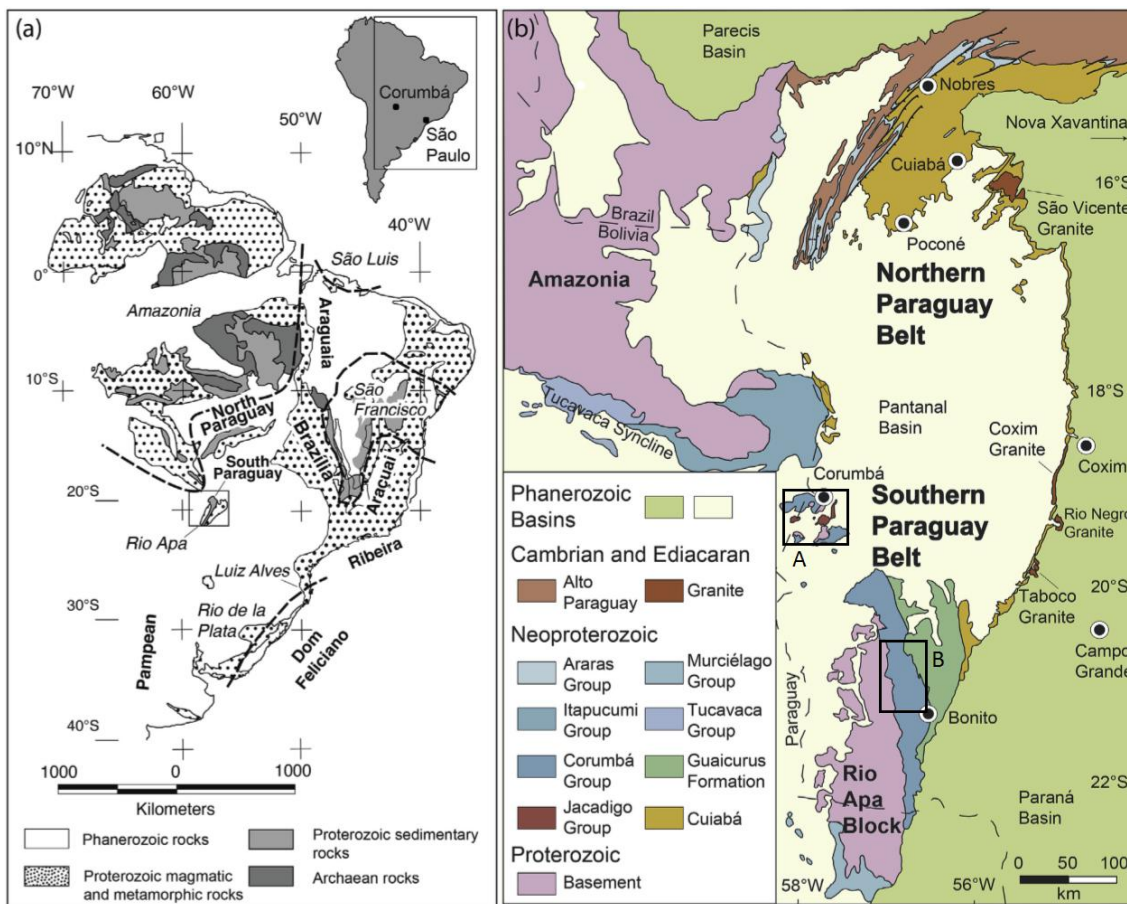 (a)
70°W
60°W
50°W
40°W
10°N
0°
10°S
20°S
30°S
40°S
Corumbá
São
Paulo
São Luis
Amazonia
Araguaia
São
Francisco
North
Paraguay
South
Paraguay
Brazília
Araçuaí
Rio Apa
Ribeira
Luiz Alves
Rio de la
Plata
Dom
Feliciano
Pampean
1000 0 1000
Kilometers
Phanerozoic rocks
Proterozoic sedimentary
rocks
Proterozoic magmatic
and metamorphic rocks
Archaean rocks
(b)
Parecis
Basin
Nobres
Nova Xavantina
Cuiabá
16°S
São Vicente
Granite
Brazil
Bolivia
Poconé
Amazonia
Northern
Paraguay
Belt
18°S
Tucavaca Syncline
Pantanal
Basin
Coxim
Granite
Coxim
Corumbá
Southern
Paraguay
Belt
Rio Negro
Granite
A
20°S
Taboco
Granite
Campo
Grande
B
Bonito
Paraguay
22°S
Rio
Apa
Block
Paraná
Basin
58°W
56°W
0 50 100
km
Phanerozoic
Basins
Cambrian and Ediacaran
Alto
Paraguay
Granite
Neoproterozoic
Araras
Group
Murciélago
Group
Itapucumi
Group
Tucavaca
Group
Corumbá
Group
Guaicurus
Formation
Jacadigo
Group
Cuiabá
Proterozoic
Basement